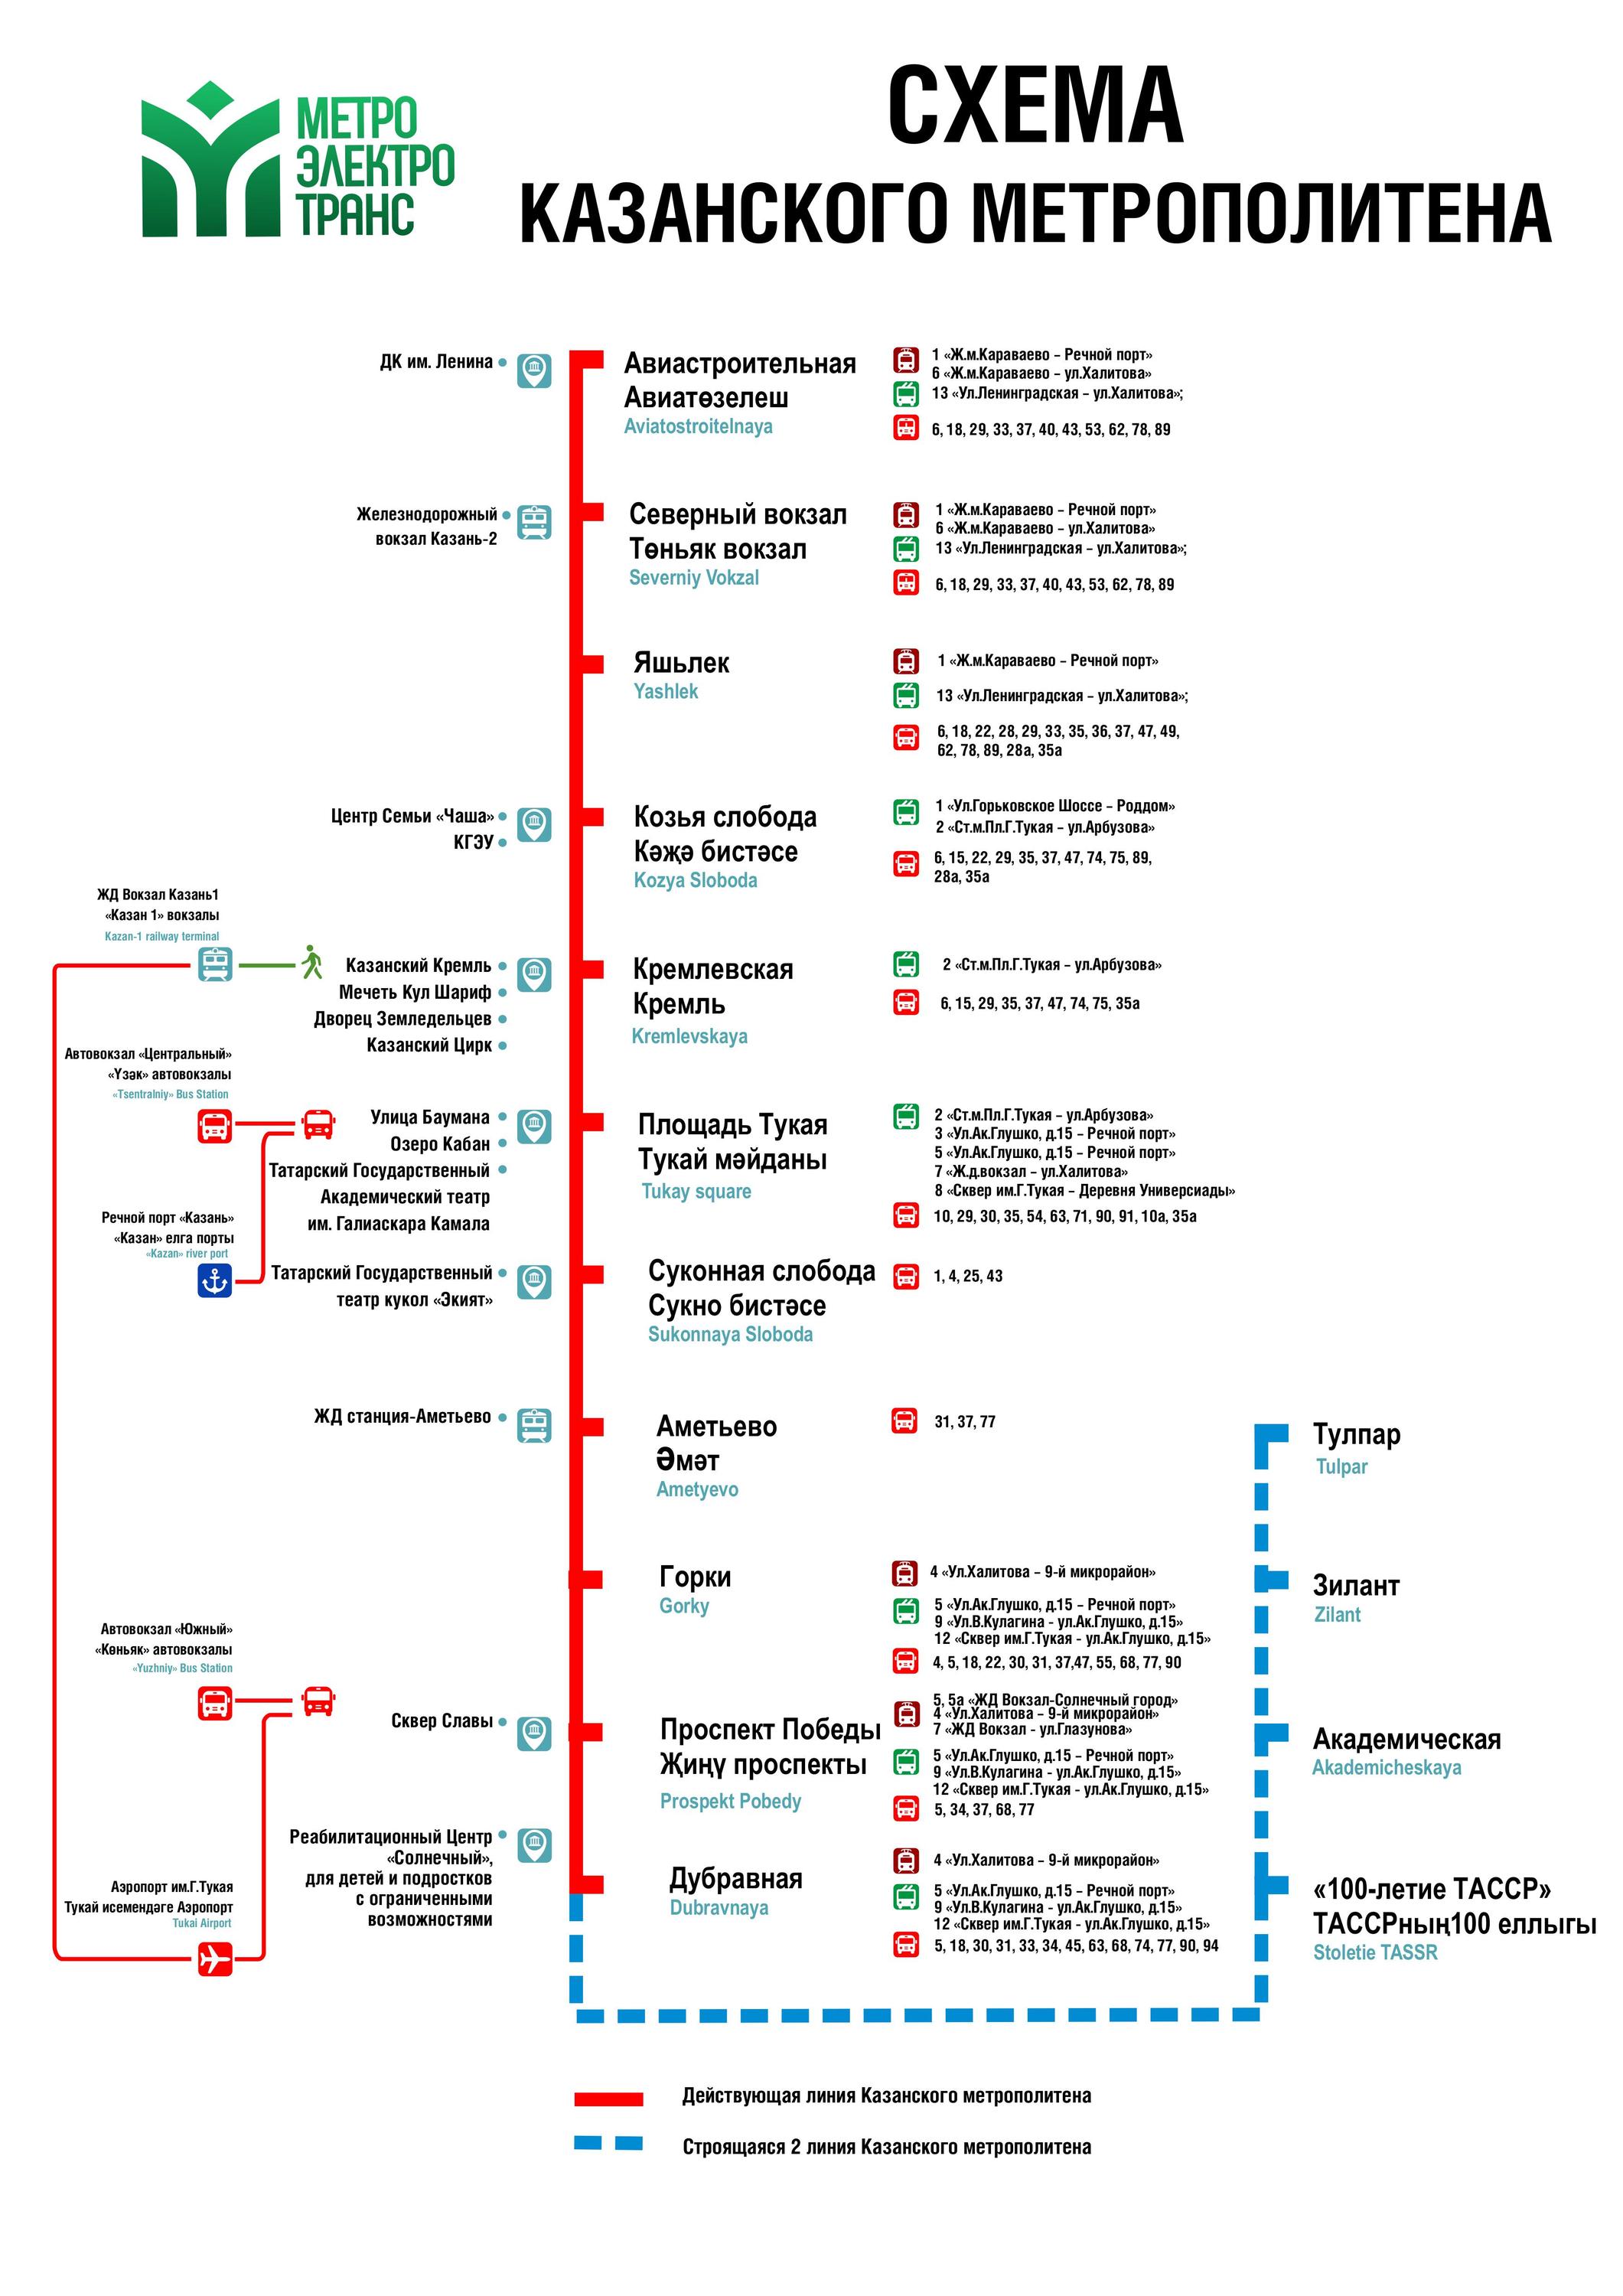 МЕТРО
ЭЛЕКТРО
ТРАНС
СХЕМА
КАЗАНСКОГО МЕТРОПОЛИТЕНА
ДК им. Ленина
Авиастроительная
Авиатөзелеш
Aviatostroitelnaya
1 «Ж.м.Караваево – Речной порт»
6 «Ж.м.Караваево – ул.Халитова»
13 «Ул.Ленинградская – ул.Халитова»;
6, 18, 29, 33, 37, 40, 43, 53, 62, 78, 89
Железнодорожный
вокзал Казань-2
Северный вокзал
Төньяк вокзал
Severniy Vokzal
1 «Ж.м.Караваево – Речной порт»
6 «Ж.м.Караваево – ул.Халитова»
13 «Ул.Ленинградская – ул.Халитова»;
6, 18, 29, 33, 37, 40, 43, 53, 62, 78, 89
Яшьлек
Yashlek
1 «Ж.м.Караваево – Речной порт»
13 «Ул.Ленинградская – ул.Халитова»;
6, 18, 22, 28, 29, 33, 35, 36, 37, 47, 49,
62, 78, 89, 28а, 35а
Центр Семьи «Чаша»
КГЭУ
Козья слобода
Кәҗә бистәсе
Kozya Sloboda
1 «Ул.Горьковское Шоссе – Роддом»
2 «Ст.м.Пл.Г.Тукая – ул.Арбузова»
6, 15, 22, 29, 35, 37, 47, 74, 75, 89,
28а, 35а
ЖД Вокзал Казань1
«Казан 1» вокзалы
Kazan-1 railway terminal
Казанский Кремль
Мечеть Кул Шариф
Дворец Земледельцев
Казанский Цирк
Кремлевская
Кремль
Kremlevskaya
2 «Ст.м.Пл.Г.Тукая – ул.Арбузова»
6, 15, 29, 35, 37, 47, 74, 75, 35а
Автовокзал «Центральный»
«Үзәк» автовокзалы
«Tsentralniy» Bus Station
Улица Баумана
Озеро Кабан
Татарский Государственный
Академический театр
им. Галиаскара Камала
Площадь Тукая
Тукай мәйданы
Tukay square
2 «Ст.м.Пл.Г.Тукая – ул.Арбузова»
3 «Ул.Ак.Глушко, д.15 – Речной порт»
5 «Ул.Ак.Глушко, д.15 – Речной порт»
7 «Ж.д.вокзал – ул.Халитова»
8 «Сквер им.Г.Тукая – Деревня Универсиады»
10, 29, 30, 35, 54, 63, 71, 90, 91, 10а, 35а
Речной порт «Казань»
«Казан» елга порты
«Kazan» river port
Татарский Государственный
театр кукол «Экият»
Суконная слобода
Сукно бистәсе
Sukonnaya Sloboda
1, 4, 25, 43
ЖД станция-Аметьево
Аметьево
Әмәт
Ametyevo
31, 37, 77
Тулпар
Tulpar
Горки
Gorky
4 «Ул.Халитова – 9-й микрорайон»
5 «Ул.Ак.Глушко, д.15 – Речной порт»
9 «Ул.В.Кулагина - ул.Ак.Глушко, д.15»
12 «Сквер им.Г.Тукая - ул.Ак.Глушко, д.15»
4, 5, 18, 22, 30, 31, 37,47, 55, 68, 77, 90
Зилант
Zilant
Автовокзал «Южный»
«Көньяк» автовокзалы
«Yuzhniy» Bus Station
Сквер Славы
Проспект Победы
Җиңү проспекты
Prospekt Pobedy
5, 5а «ЖД Вокзал-Солнечный город»
4 «Ул.Халитова – 9-й микрорайон»
7 «ЖД Вокзал - ул.Глазунова»
5 «Ул.Ак.Глушко, д.15 – Речной порт»
9 «Ул.В.Кулагина - ул.Ак.Глушко, д.15»
12 «Сквер им.Г.Тукая - ул.Ак.Глушко, д.15»
5, 34, 37, 68, 77
Академическая
Akademicheskaya
Реабилитационный Центр
«Солнечный»,
для детей и подростков
с ограниченными
возможностями
Аэропорт им.Г.Тукая
Тукай исемендәге Аэропорт
Tukai Airport
Дубравная
Dubravnaya
4 «Ул.Халитова – 9-й микрорайон»
5 «Ул.Ак.Глушко, д.15 – Речной порт»
9 «Ул.В.Кулагина - ул.Ак.Глушко, д.15»
12 «Сквер им.Г.Тукая - ул.Ак.Глушко, д.15»
5, 18, 30, 31, 33, 34, 45, 63, 68, 74, 77, 90, 94
«100-летие ТАССР»
ТАССРның100 еллыгы
Stoletie TASSR
Действующая линия Казанского метрополитена
Строящаяся 2 линия Казанского метрополитена